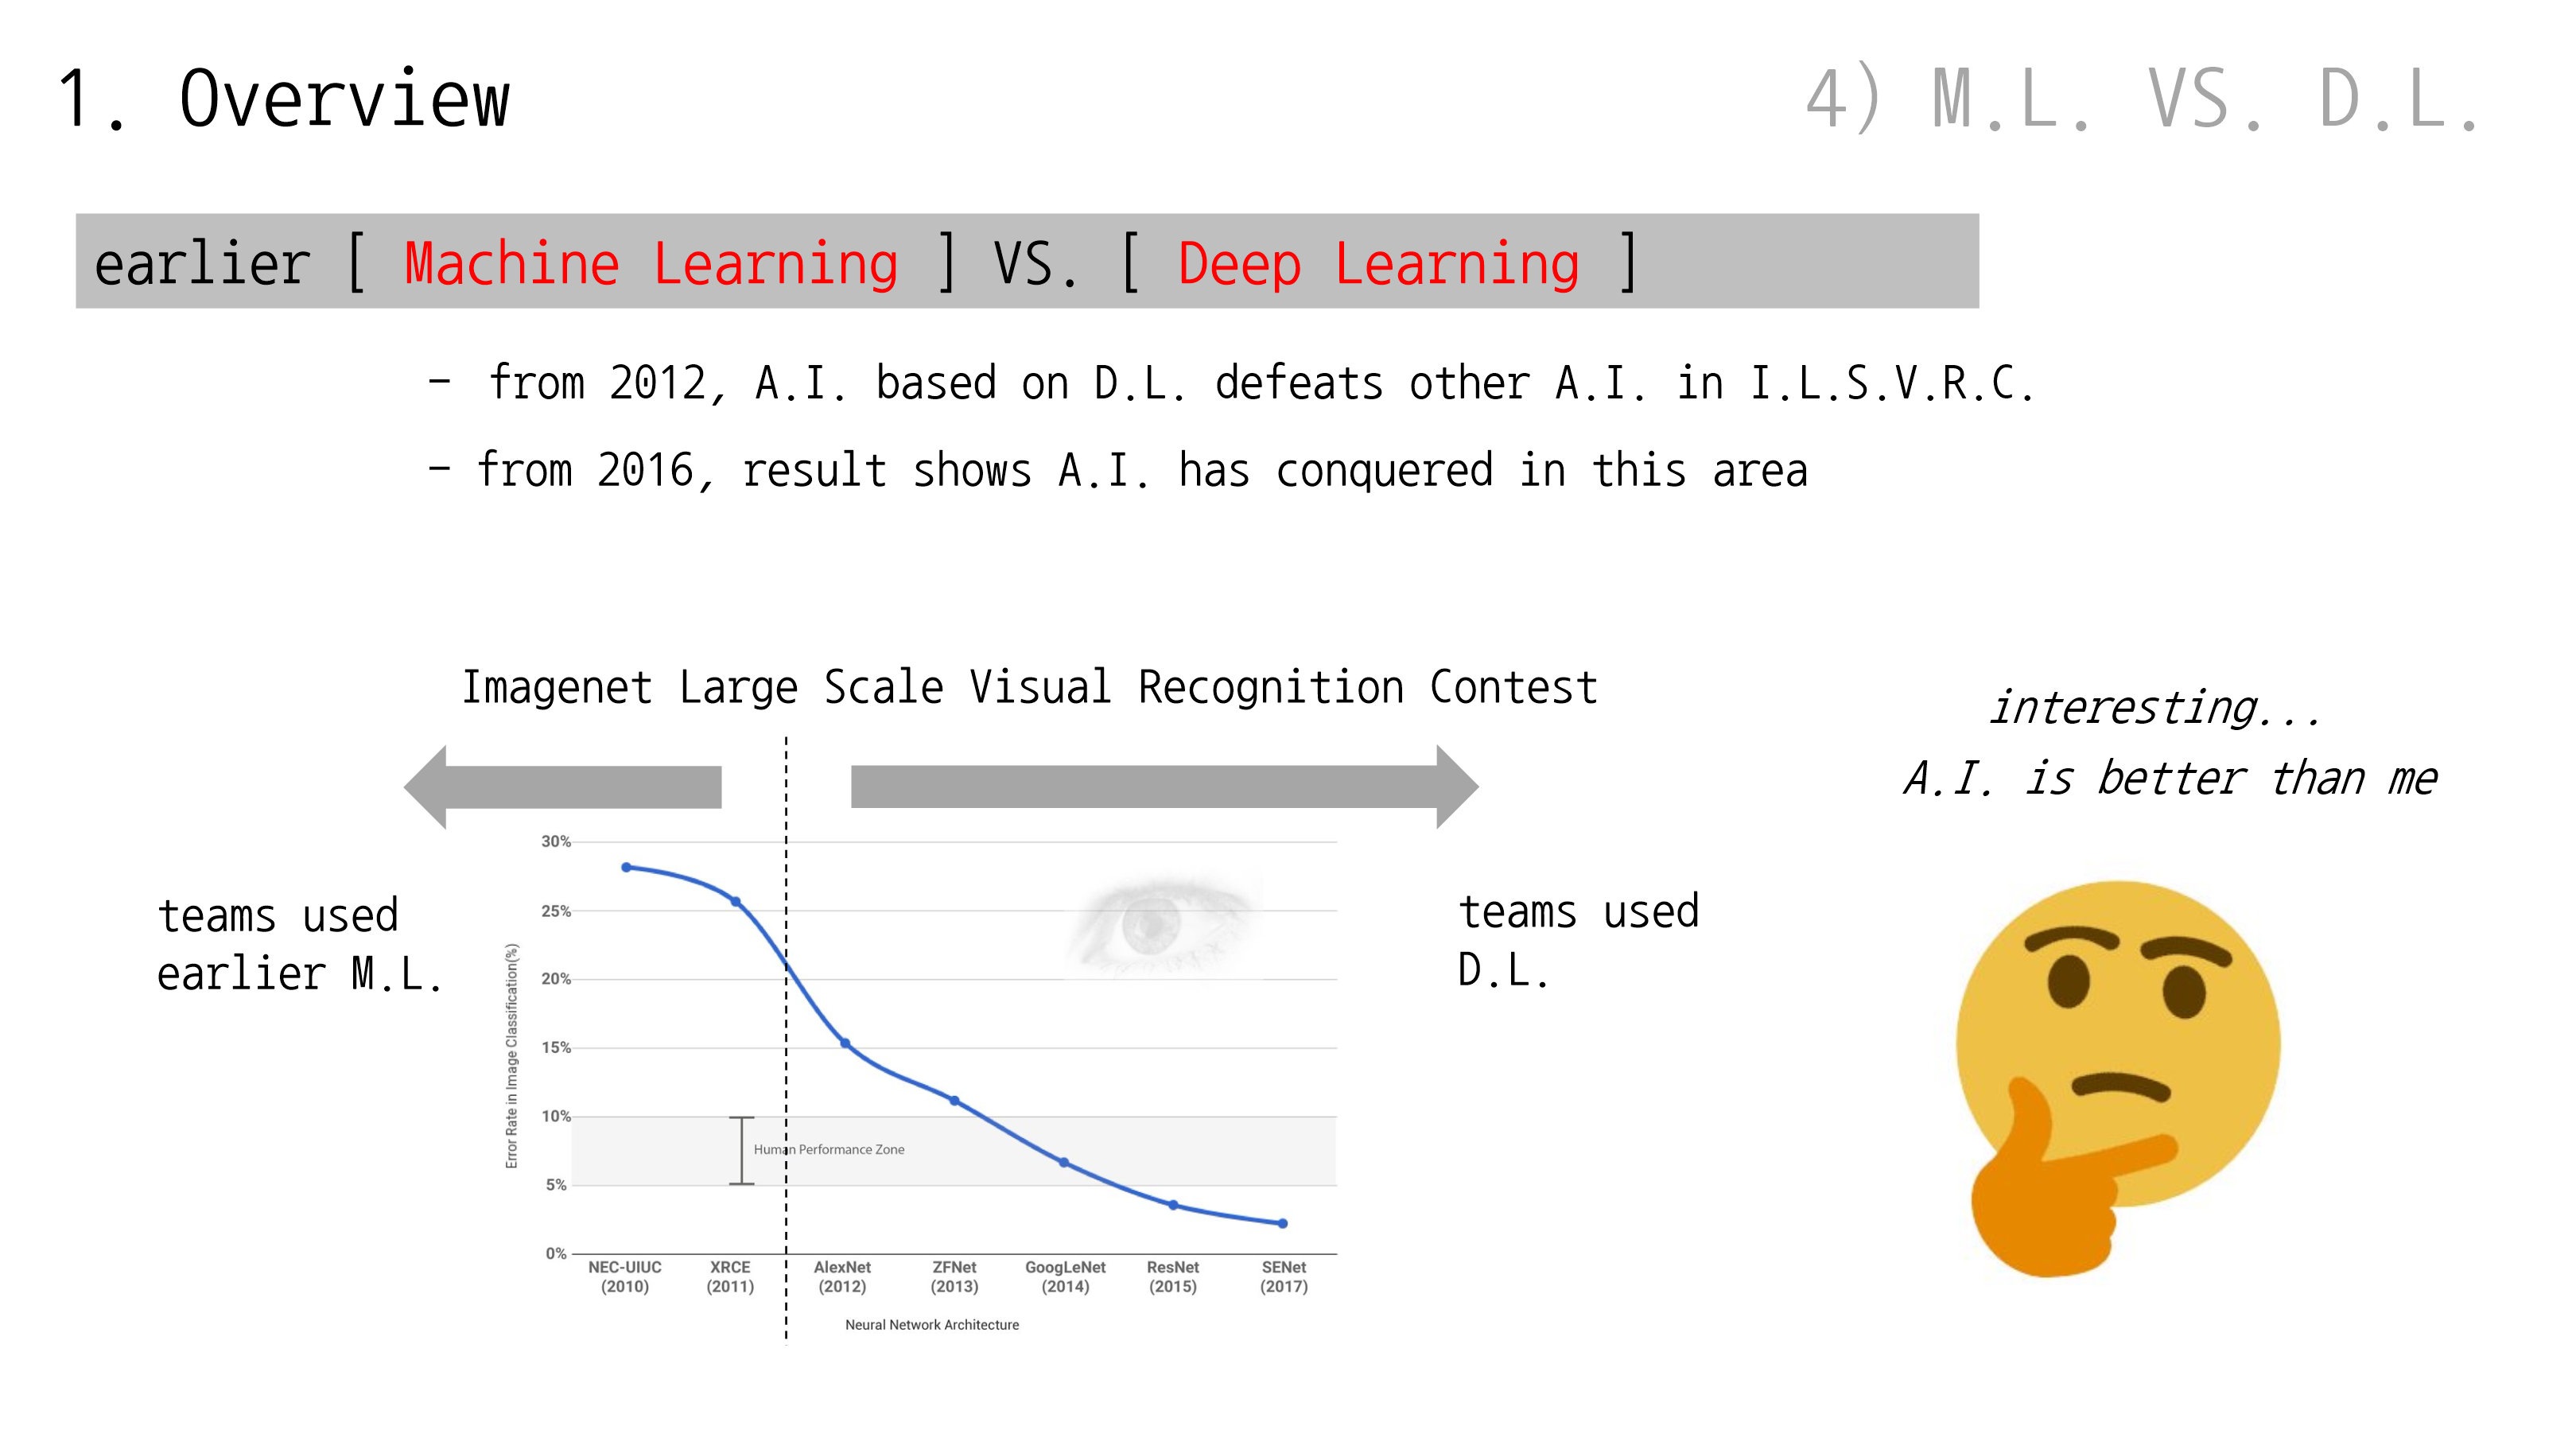 1. Overview
4) M.L. VS. D.L.
earlier [ Machine Learning ] VS. [ Deep Learning ]
– from 2012, A.I. based on D.L. defeats other A.I. in I.L.S.V.R.C.
– from 2016, result shows A.I. has conquered in this area
Imagenet Large Scale Visual Recognition Contest
interesting...
A.I. is better than me
teams used
earlier M.L.
teams used
D.L.
Error Rate in Image Classification(%)
30%
25%
20%
15%
10%
5%
0%
Human Performance Zone
NEC-UIUC XRCE AlexNet ZFNet GoogLeNet ResNet SENet
(2010) (2011) (2012) (2013) (2014) (2015) (2017)
Neural Network Architecture